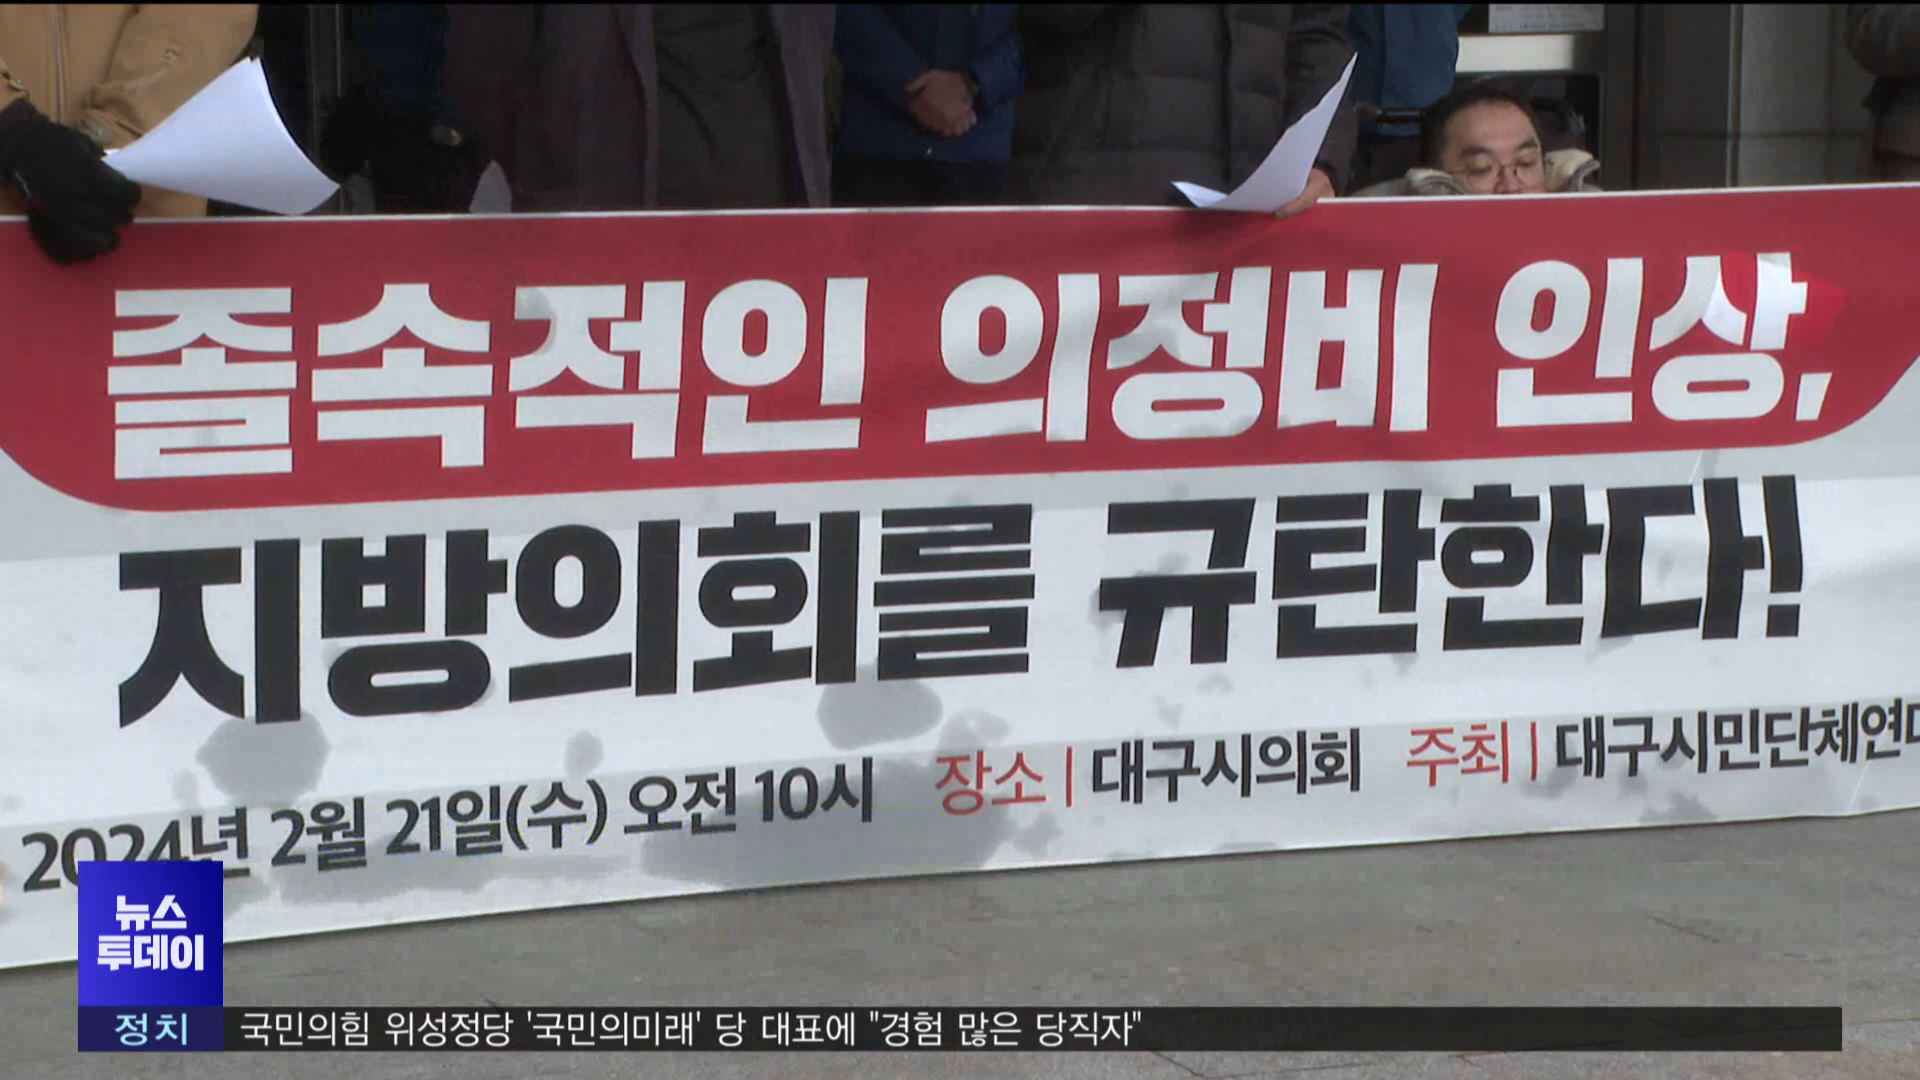 졸속적인 의정비 인상,
지방의회를 규탄한다!
2024년 2월 21일(수) 오전 10시 장소 | 대구시의회 주최 | 대구시민단체연대
뉴스
투데이
정치 국민의힘 위성정당 '국민의미래' 당 대표에 "경험 많은 당직자"